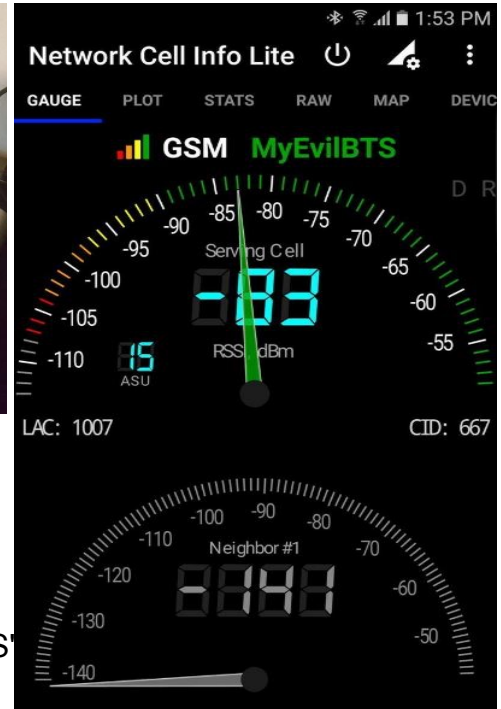 1:53 PM
Network Cell Info Lite
GAUGE PLOT STATS RAW MAP DEVIC
GSM MyEvilBTS
D R
-110 -105 -100 -95 -90 -85 -80 -75 -70 -65 -60 -55
Serving Cell
-83
RSSI, dBm
15
ASU
LAC: 1007 CID: 667
-140 -130 -120 -110 -100 -90 -80 -70 -60 -50
Neighbor #1
-141
S'